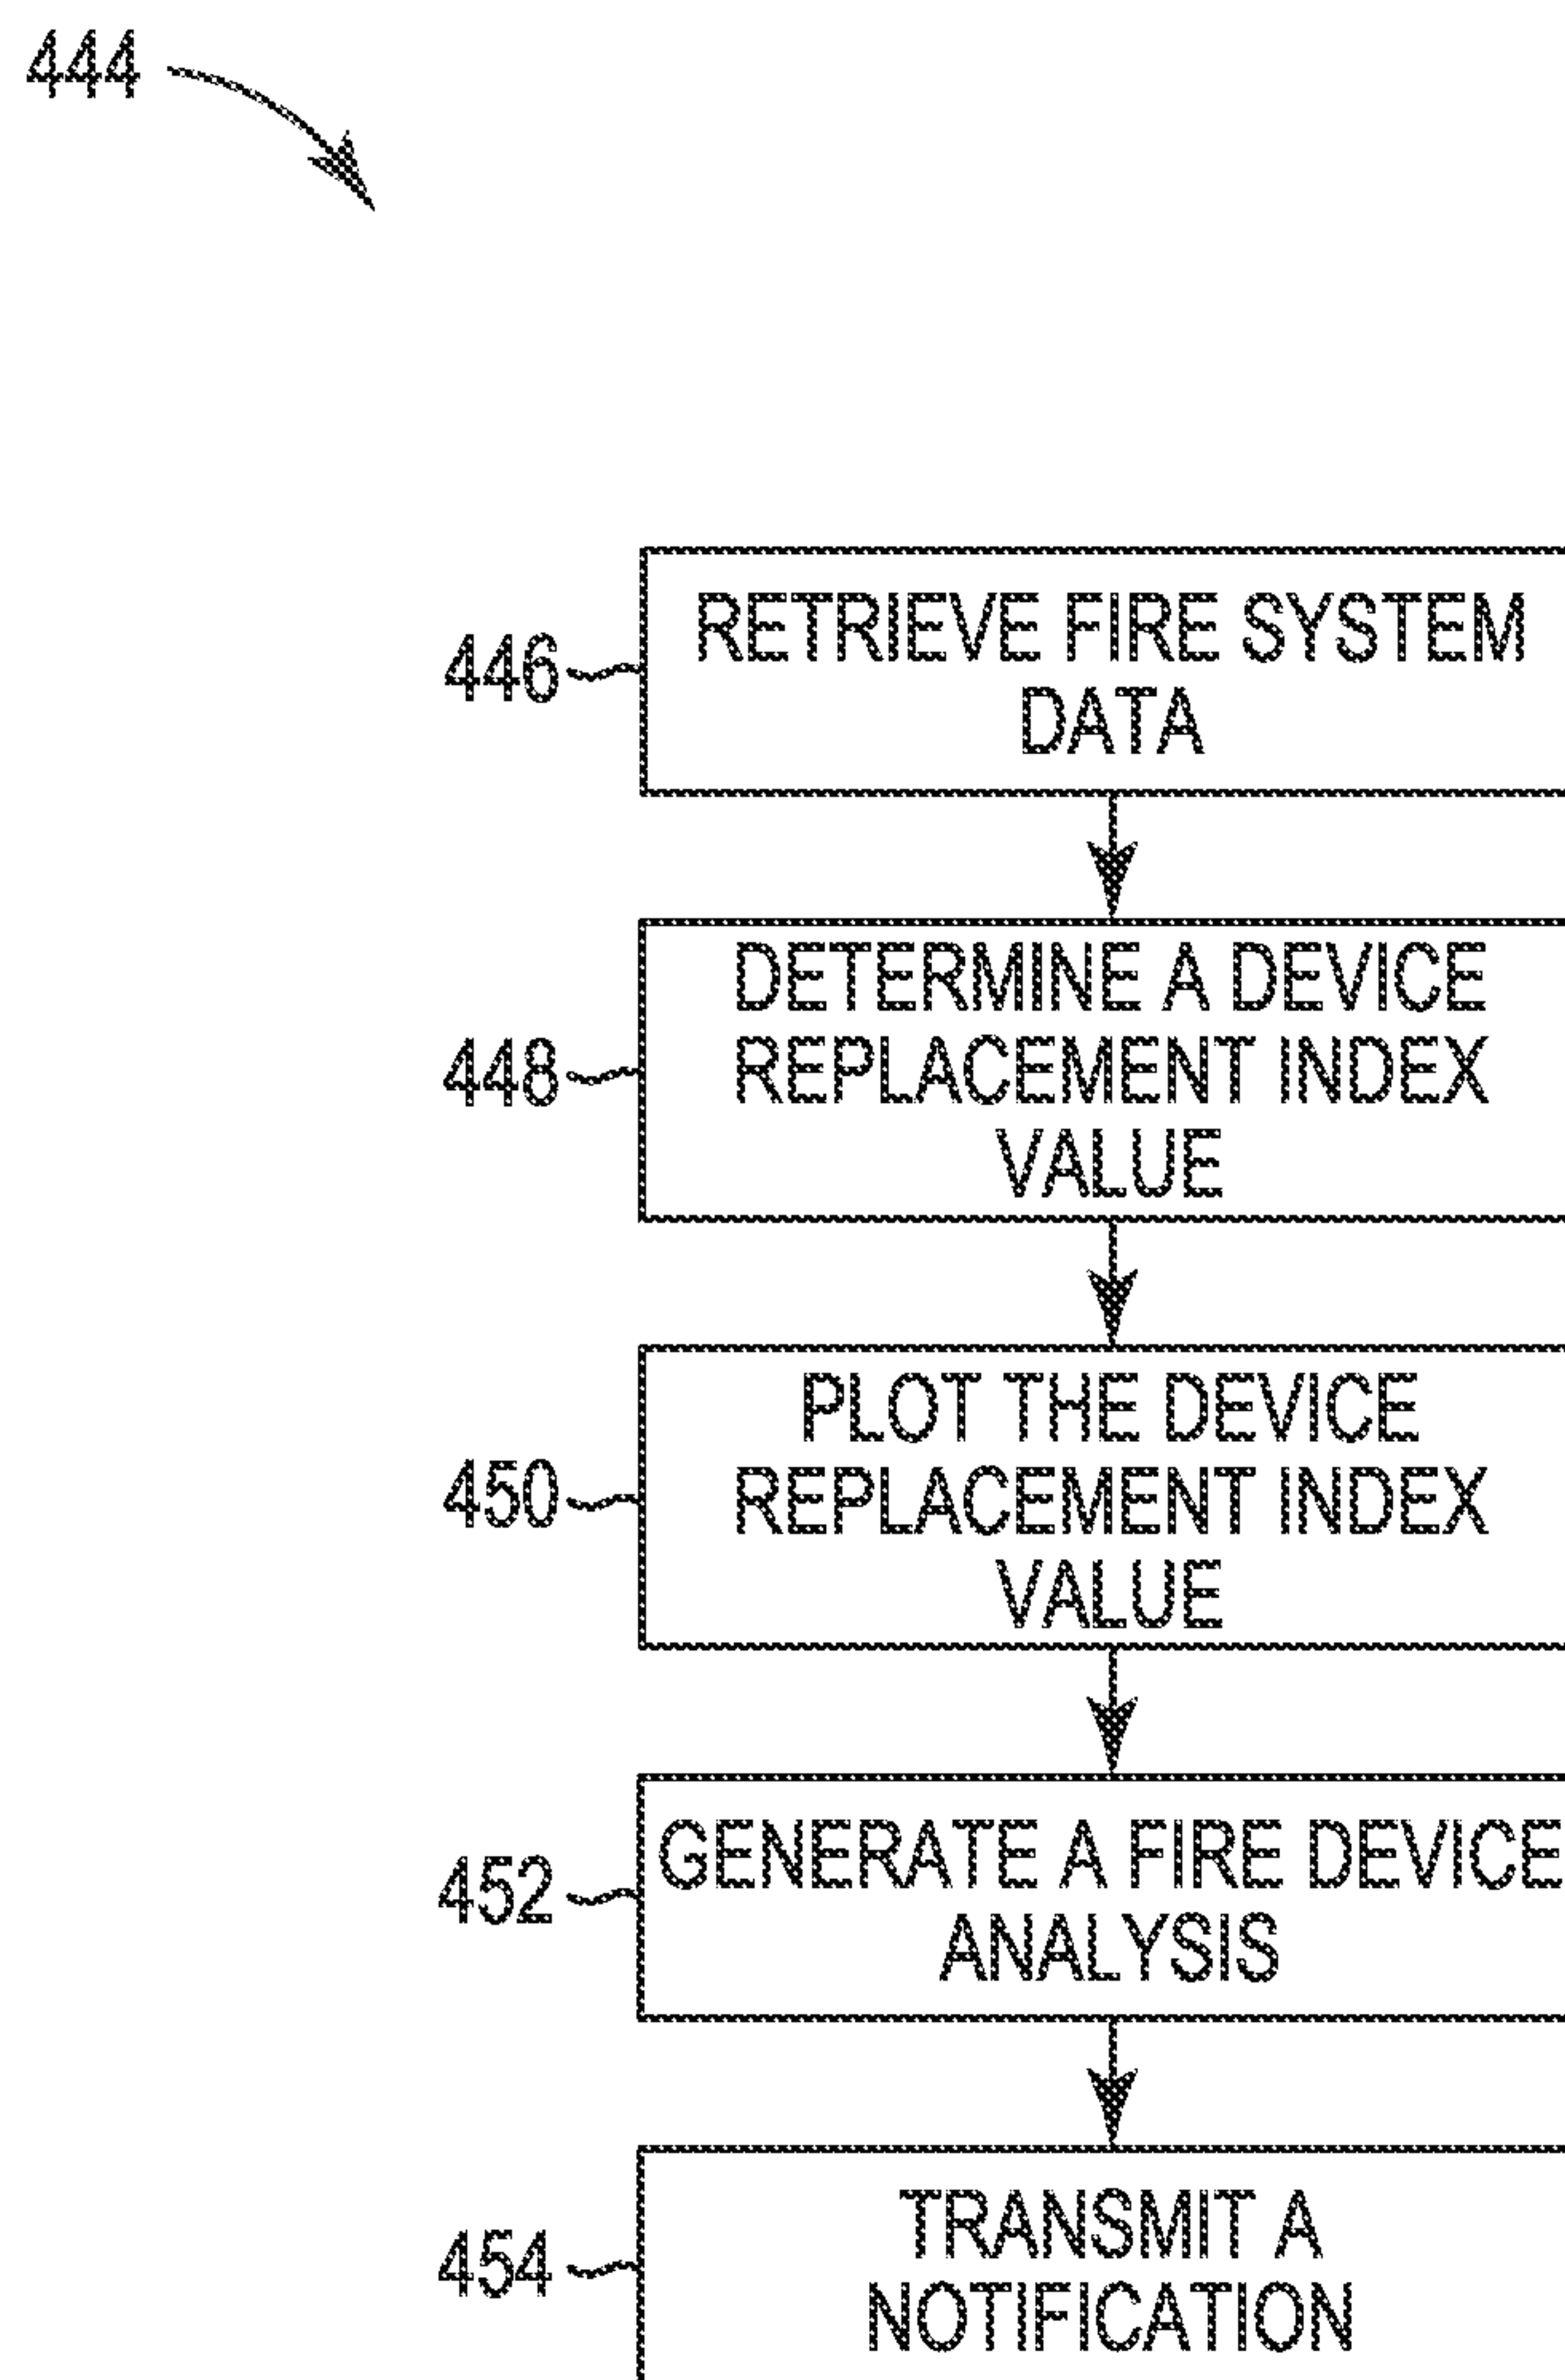 444
446
RETRIEVE FIRE SYSTEM
DATA
448
DETERMINE A DEVICE
REPLACEMENT INDEX
VALUE
450
PLOT THE DEVICE
REPLACEMENT INDEX
VALUE
452
GENERATE A FIRE DEVICE
ANALYSIS
454
TRANSMIT A
NOTIFICATION